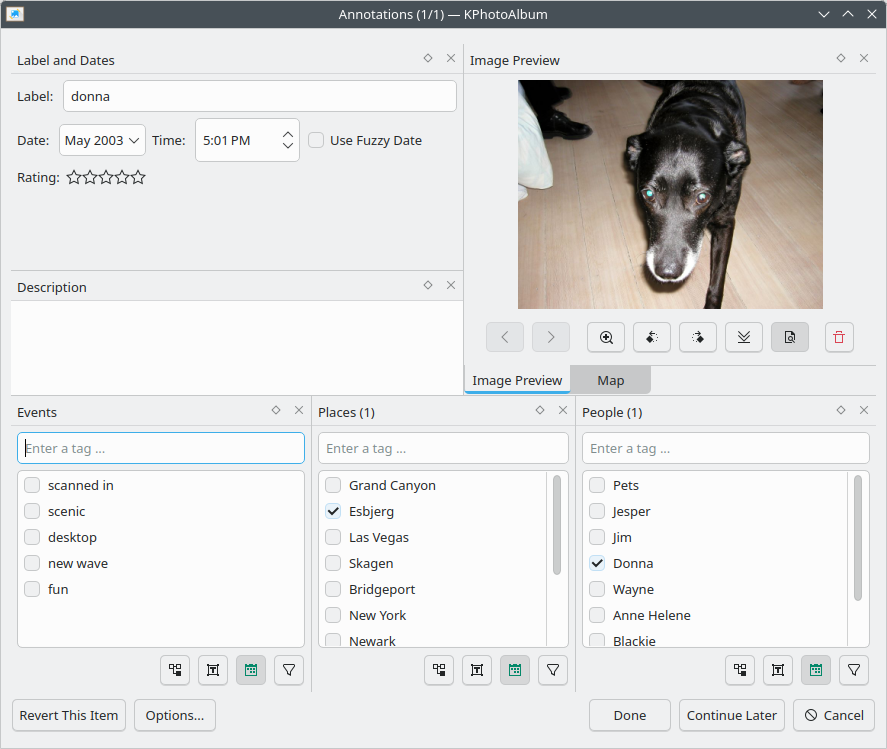 Annotations (1/1) — KPhotoAlbum
Label and Dates
Label: donna
Date: May 2003 Time: 5:01 PM Use Fuzzy Date
Rating:
Description
Image Preview
Image Preview Map
Events
Enter a tag ...
scanned in
scenic
desktop
new wave
fun
Places (1)
Enter a tag ...
Grand Canyon
Esbjerg
Las Vegas
Skagen
Bridgeport
New York
Newark
People (1)
Enter a tag ...
Pets
Jesper
Jim
Donna
Wayne
Anne Helene
Blackie
Revert This Item Options... Done Continue Later Cancel